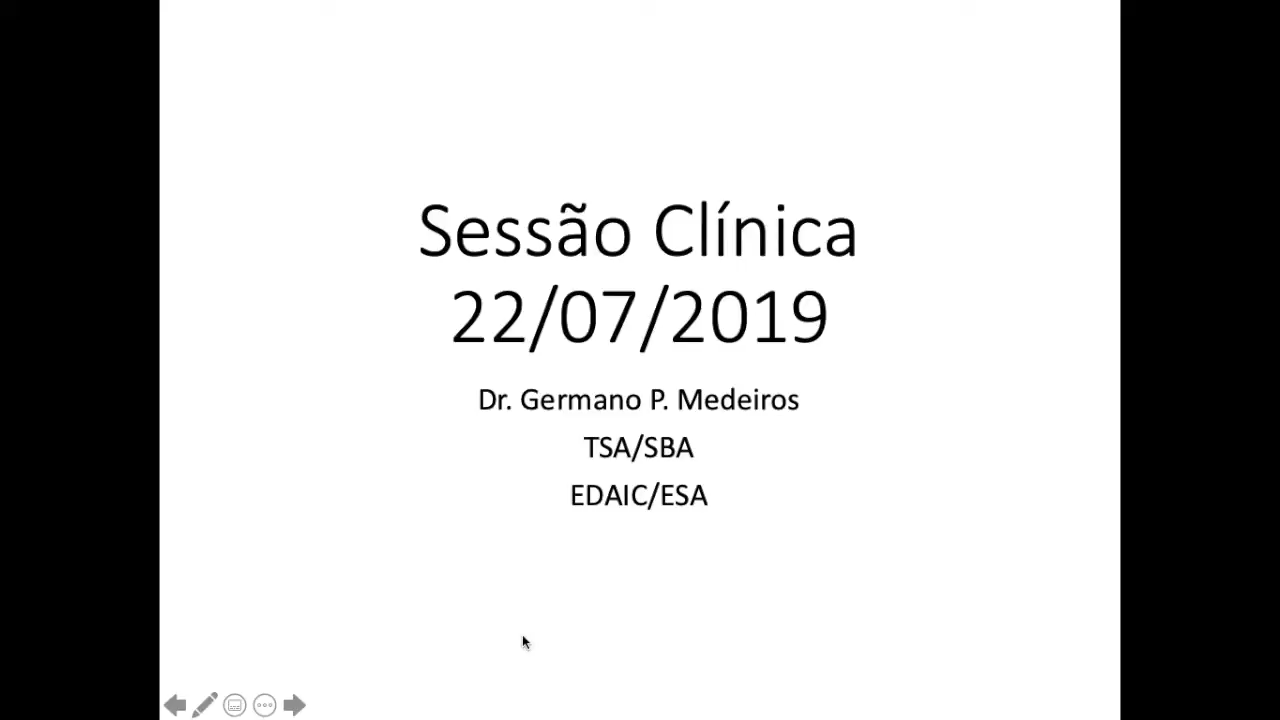 Sessão Clínica
22/07/2019
Dr. Germano P. Medeiros
TSA/SBA
EDAIC/ESA